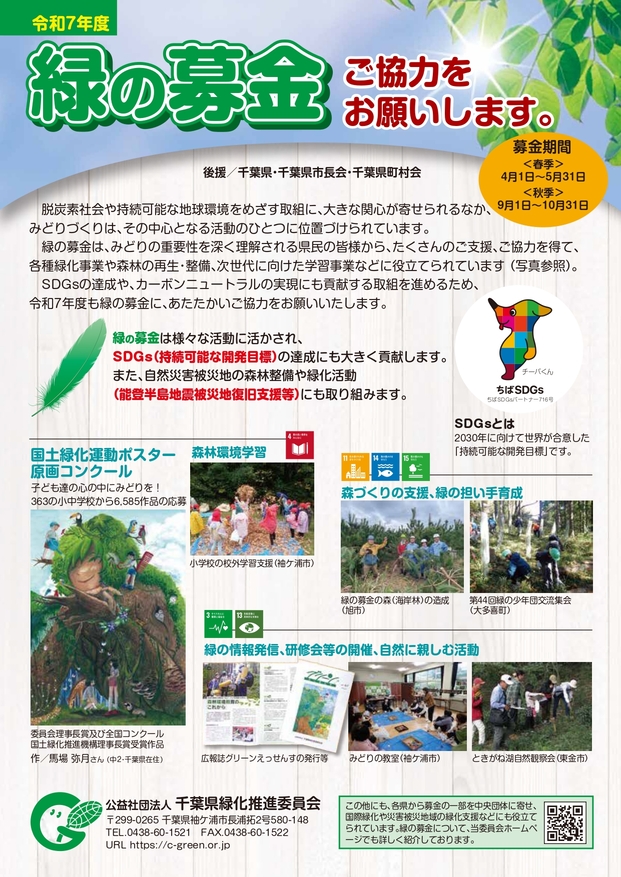 令和7年度
緑の募金
ご協力を
お願いします。
募金期間
＜春季＞
4月1日～5月31日
＜秋季＞
9月1日～10月31日
後援／千葉県・千葉県市長会・千葉県町村会
脱炭素社会や持続可能な地球環境をめざす取組に、大きな関心が寄せられるなか、
みどりづくりは、その中心となる活動のひとつに位置づけられています。
緑の募金は、みどりの重要性を深く理解される県民の皆様から、たくさんのご支援、ご協力を得て、
各種緑化事業や森林の再生・整備、次世代に向けた学習事業などに役立てられています（写真参照）。
SDGsの達成や、カーボンニュートラルの実現にも貢献する取組を進めるため、
令和7年度も緑の募金に、あたたかいご協力をお願いいたします。
緑の募金は様々な活動に活かされ、
SDGs（持続可能な開発目標）の達成にも大きく貢献します。
また、自然災害被災地の森林整備や緑化活動
（能登半島地震被災地復旧支援等）にも取り組みます。
チーバくん
ちばSDGs
ちばSDGsパートナー716号
SDGsとは
2030年に向けて世界が合意した
「持続可能な開発目標」です。
国土緑化運動ポスター
原画コンクール
子ども達の心の中にみどりを！
363の小中学校から6,585作品の応募
委員会理事長賞及び全国コンクール
国土緑化推進機構理事長賞受賞作品
作／馬場 弥月さん（中2-千葉県在住）
森林環境学習
4
小学校の校外学習支援（袖ケ浦市）
11
14
15
森づくりの支援、緑の担い手育成
緑の募金の森（海岸林）の造成
（旭市）
第44回緑の少年団交流集会
（大多喜町）
3
13
緑の情報発信、研修会等の開催、自然に親しむ活動
広報誌グリーンえっせんすの発行等
みどりの教室（袖ケ浦市）
ときがね湖自然観察会（東金市）
公益社団法人 千葉県緑化推進委員会
〒299-0265 千葉県袖ケ浦市長浦拓2号580-148
TEL.0438-60-1521 FAX.0438-60-1522
URL https://c-green.or.jp
この他にも、各県から募金の一部を中央団体に寄せ、
国際緑化や災害被災地域の緑化支援などにも役立て
られています。緑の募金について、当委員会ホームペ
ージでも詳しく紹介しております。